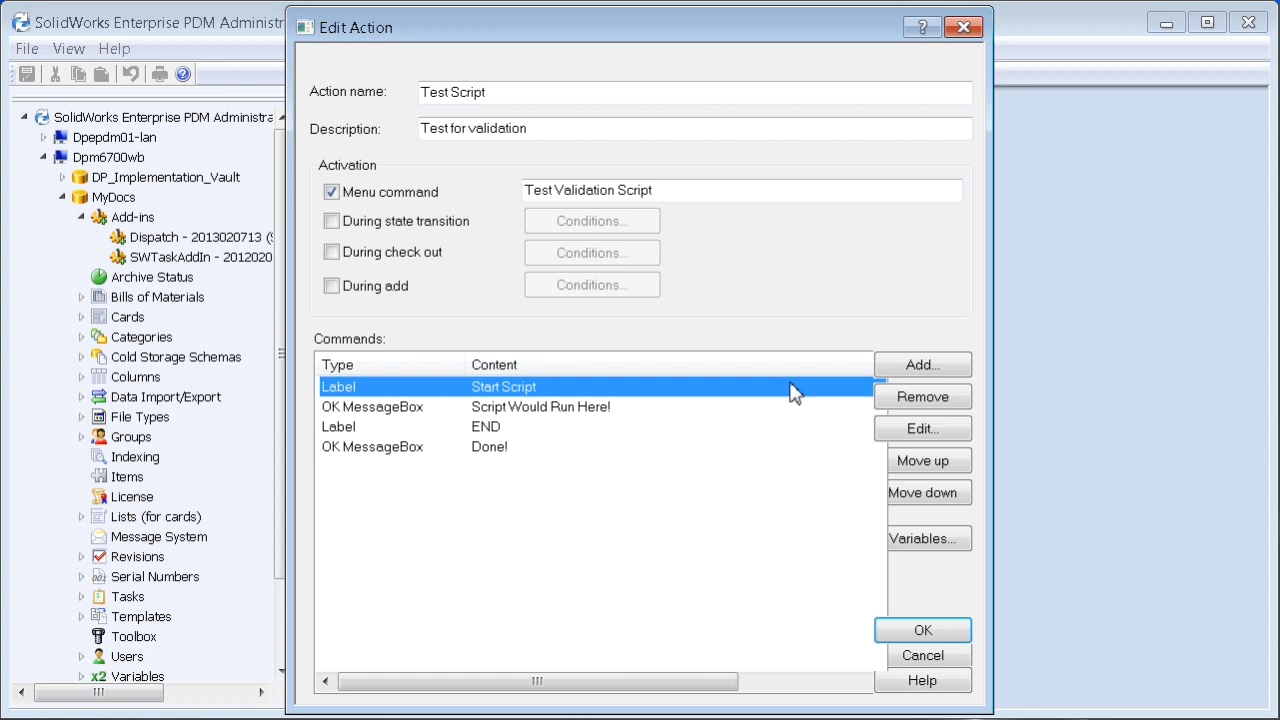 SolidWorks Enterprise PDM Administr
File View Help
SolidWorks Enterprise PDM Administra
Dpepdm01-lan
Dpm6700wb
DP_Implementation_Vault
MyDocs
Add-ins
Dispatch - 2013020713 (S
SWTaskAddIn - 2012020
Archive Status
Bills of Materials
Cards
Categories
Cold Storage Schemas
Columns
Data Import/Export
File Types
Groups
Indexing
Items
License
Lists (for cards)
Message System
Revisions
Serial Numbers
Tasks
Templates
Toolbox
Users
x2 Variables
Edit Action
?
Action name: Test Script
Description: Test for validation
Activation
Menu command Test Validation Script
During state transition Conditions...
During check out Conditions...
During add Conditions...
Commands:
Type Content
Label Start Script
OK MessageBox Script Would Run Here!
Label END
OK MessageBox Done!
Add...
Remove
Edit...
Move up
Move down
Variables...
OK
Cancel
Help